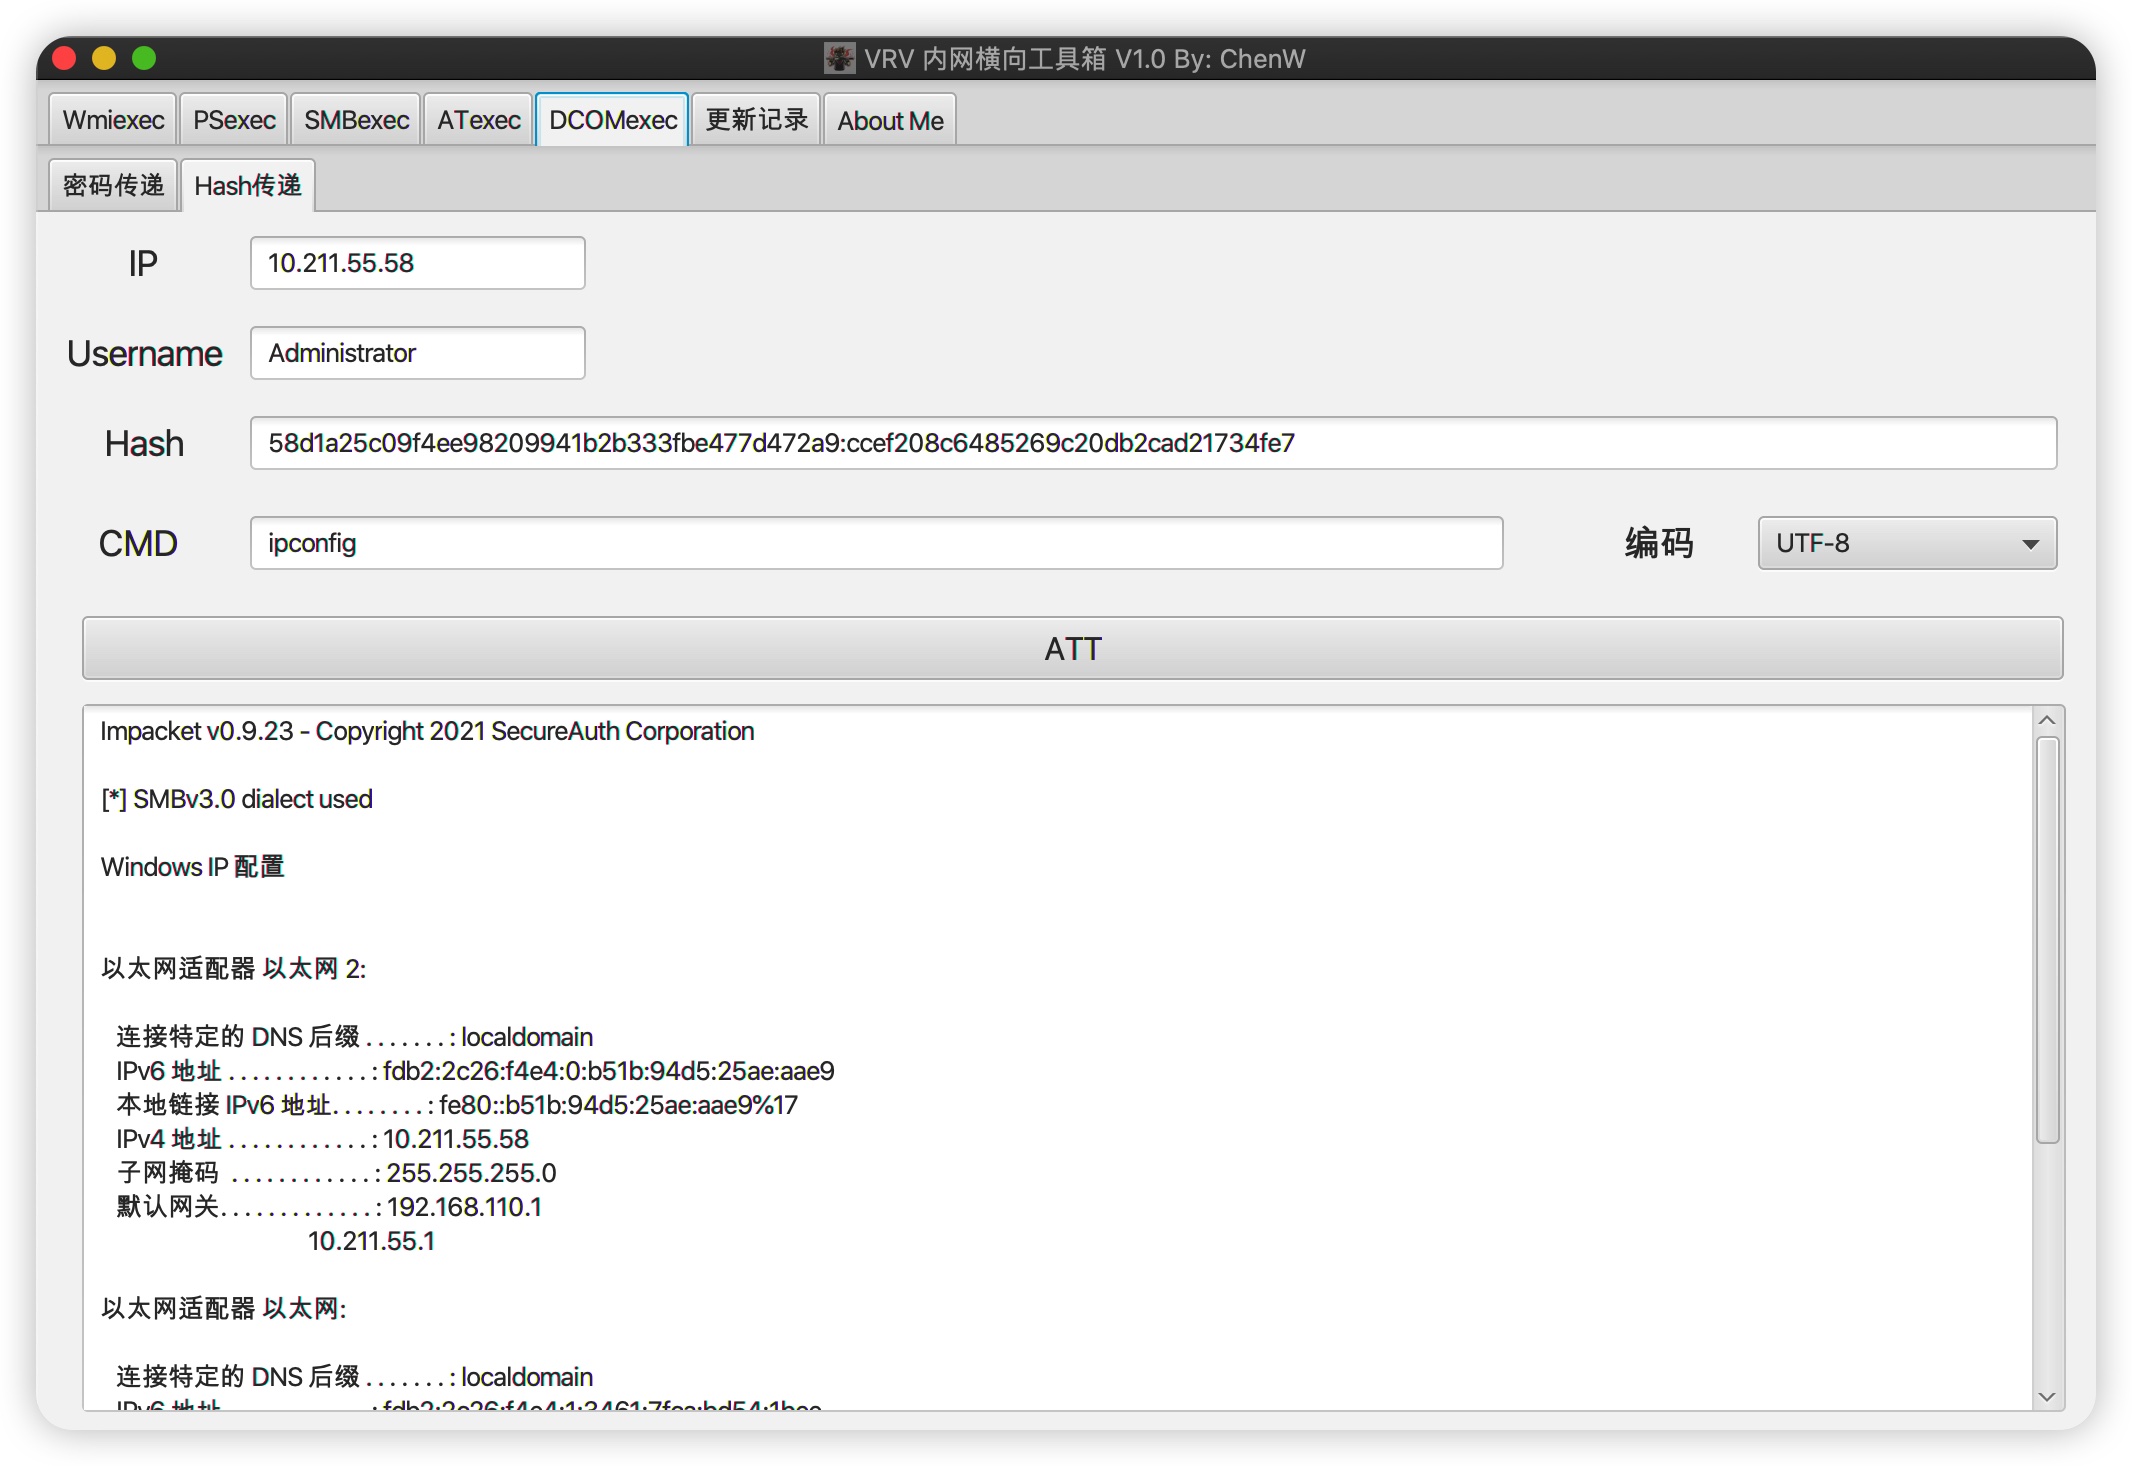 VRV 内网横向工具箱 V1.0 By: ChenW
Wmiexec PSexec SMBexec ATexec DCOMexec 更新记录 About Me
密码传递 Hash传递
IP 10.211.55.58
Username Administrator
Hash 58d1a25c09f4ee98209941b2b333fbe477d472a9:ccef208c6485269c20db2cad21734fe7
CMD ipconfig 编码 UTF-8
ATT
Impacket v0.9.23 - Copyright 2021 SecureAuth Corporation
[*] SMBv3.0 dialect used
Windows IP 配置
以太网适配器 以太网 2:
连接特定的 DNS 后缀 . . . . . . . : localdomain
IPv6 地址 . . . . . . . . . . . . : fdb2:2c26:f4e4:0:b51b:94d5:25ae:aae9
本地链接 IPv6 地址. . . . . . . . : fe80::b51b:94d5:25ae:aae9%17
IPv4 地址 . . . . . . . . . . . . : 10.211.55.58
子网掩码 . . . . . . . . . . . . : 255.255.255.0
默认网关. . . . . . . . . . . . . : 192.168.110.1
10.211.55.1
以太网适配器 以太网:
连接特定的 DNS 后缀 . . . . . . . : localdomain
IPv6 地址